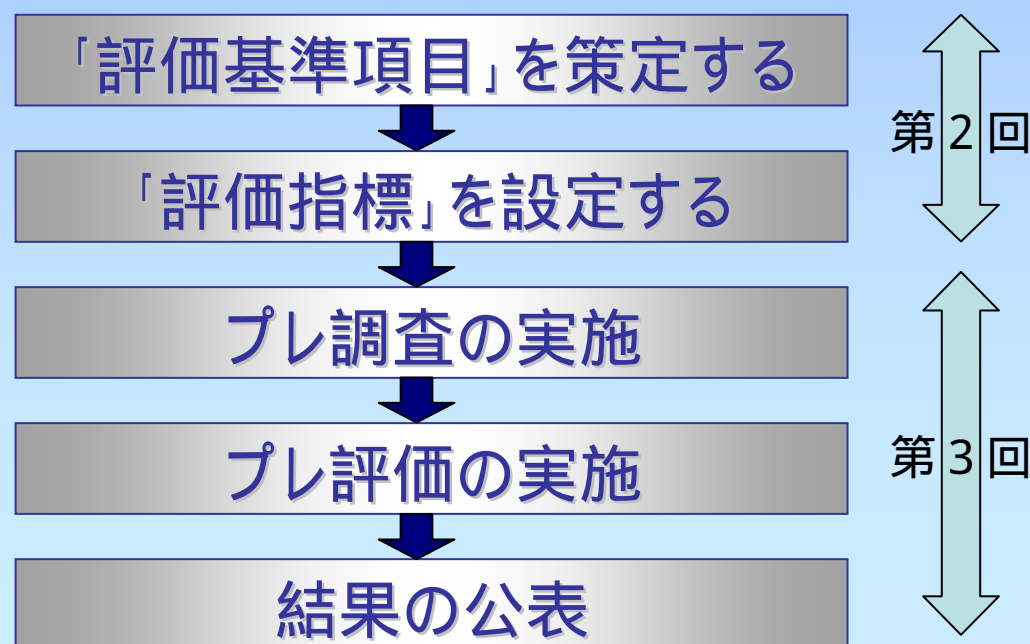 「評価基準項目」を策定する
第2回
「評価指標」を設定する
プレ調査の実施
プレ評価の実施
第3回
結果の公表